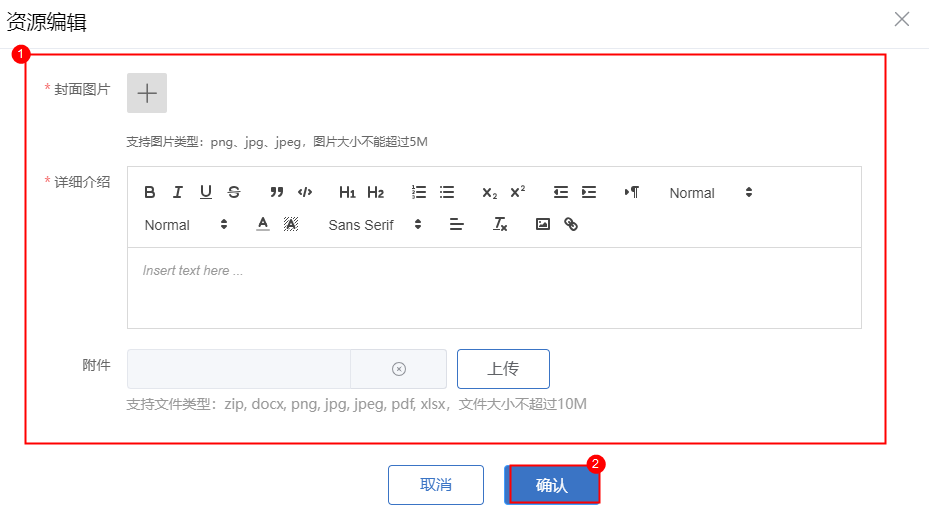 资源编辑
1
* 封面图片
支持图片类型：png、jpg、jpeg，图片大小不能超过5M
* 详细介绍
B I U S H1 H2 X2 X2 Normal
Normal A A Sans Serif Tx
Insert text here ...
附件 上传
支持文件类型：zip, docx, png, jpg, jpeg, pdf, xlsx，文件大小不超过10M
2
取消 确认